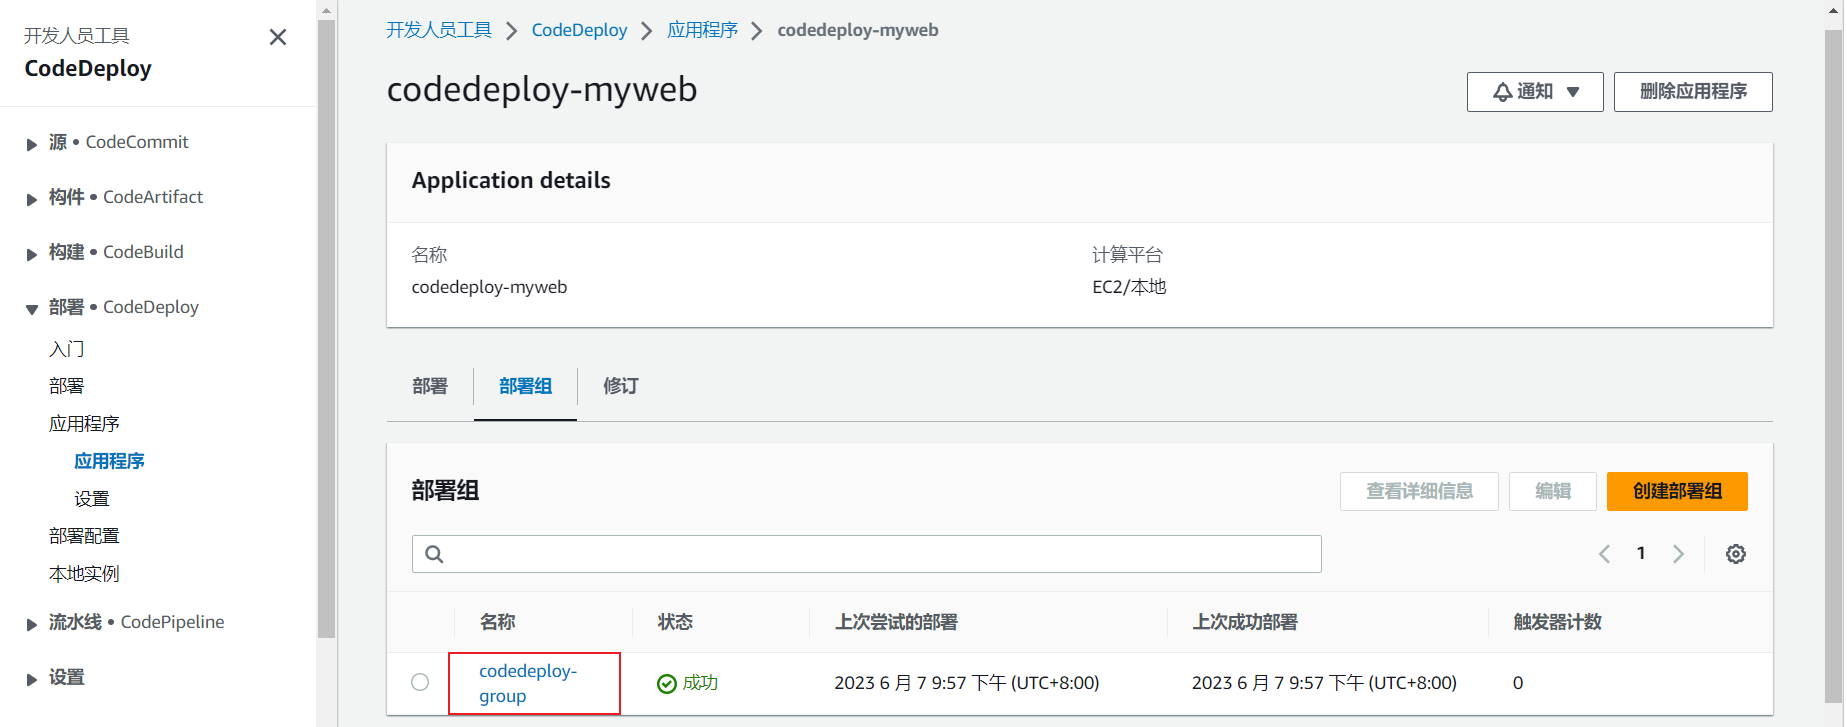 开发人员工具
CodeDeploy
源 • CodeCommit
构件 • CodeArtifact
构建 • CodeBuild
部署 • CodeDeploy
入门
部署
应用程序
应用程序
设置
部署配置
本地实例
流水线 • CodePipeline
设置
开发人员工具 > CodeDeploy > 应用程序 > codedeploy-myweb
codedeploy-myweb
通知
删除应用程序
Application details
名称
codedeploy-myweb
计算平台
EC2/本地
部署 部署组 修订
部署组
查看详细信息 编辑 创建部署组
1
名称 状态 上次尝试的部署 上次成功部署 触发器计数
codedeploy-
group
成功 2023 6 月 7 9:57 下午 (UTC+8:00) 2023 6 月 7 9:57 下午 (UTC+8:00) 0